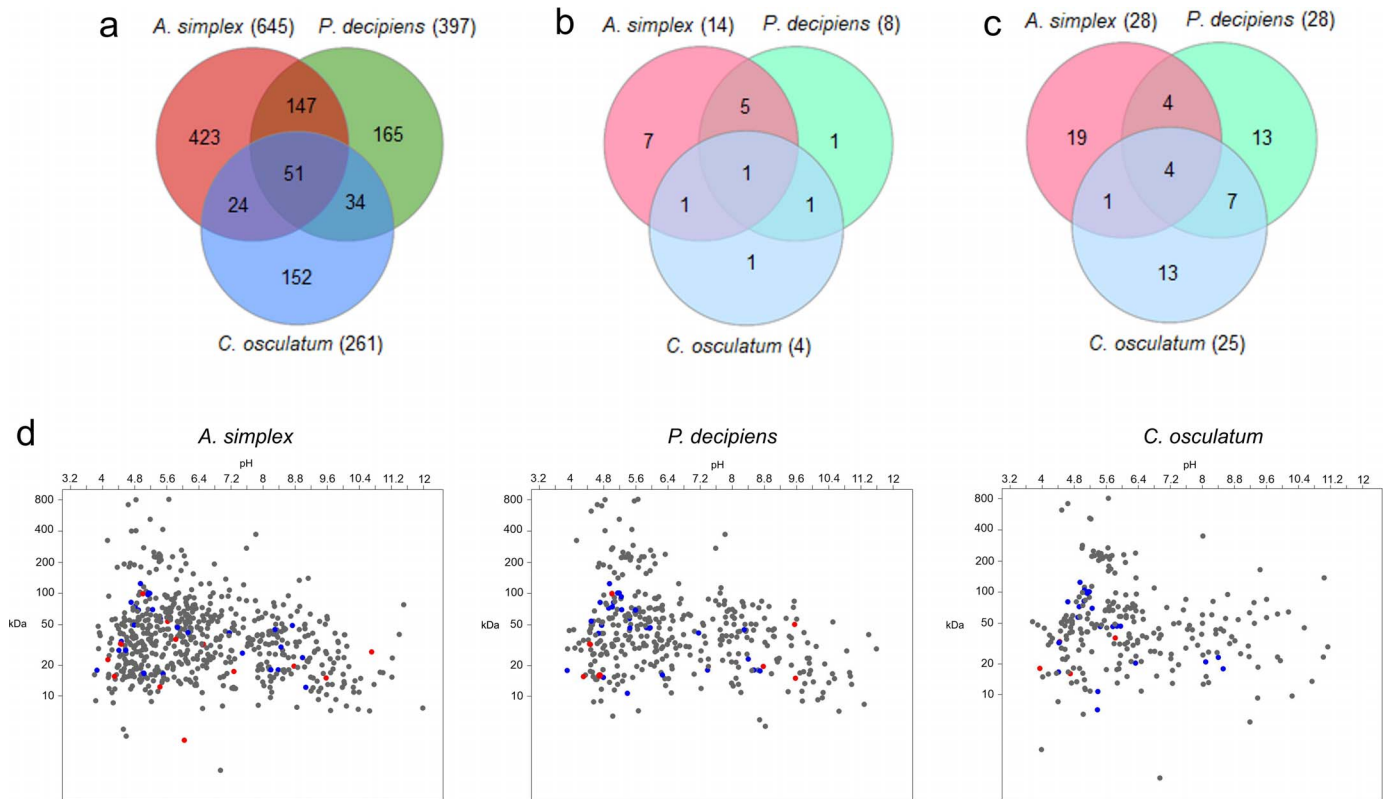 a
A. simplex (645) P. decipiens (397)
423
147
165
51
24
34
152
C. osculatum (261)
b
A. simplex (14) P. decipiens (8)
7
5
1
1
1
1
1
C. osculatum (4)
c
A. simplex (28) P. decipiens (28)
19
4
13
4
1
7
13
C. osculatum (25)
d
A. simplex
pH
3.2 4 4.8 5.6 6.4 7.2 8 8.8 9.6 10.4 11.2 12
800
400
200
100
kDa
50
20
10
P. decipiens
pH
3.2 4 4.8 5.6 6.4 7.2 8 8.8 9.6 10.4 11.2 12
800
400
200
100
kDa
50
20
10
C. osculatum
pH
3.2 4 4.8 5.6 6.4 7.2 8 8.8 9.6 10.4 11.2 12
800
400
200
100
kDa
50
20
10